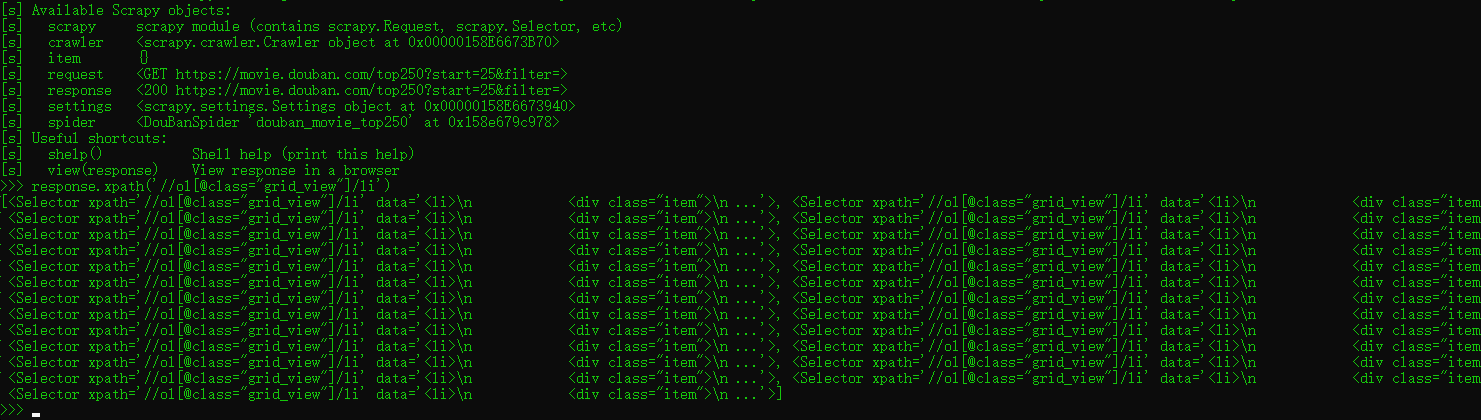 [s] Available Scrapy objects:
[s]   scrapy     scrapy module (contains scrapy.Request, scrapy.Selector, etc)
[s]   crawler    <scrapy.crawler.Crawler object at 0x00000158E6673B70>
[s]   item       {}
[s]   request    <GET https://movie.douban.com/top250?start=25&filter=>
[s]   response   <200 https://movie.douban.com/top250?start=25&filter=>
[s]   settings   <scrapy.settings.Settings object at 0x00000158E6673940>
[s]   spider     <DouBanSpider 'douban_movie_top250' at 0x158e679c978>
[s] Useful shortcuts:
[s]   shelp()           Shell help (print this help)
[s]   view(response)    View response in a browser
>>> response.xpath('//ol[@class="grid_view"]/li')
[<Selector xpath='//ol[@class="grid_view"]/li' data='<li>\n            <div class="item">\n ...'>, <Selector xpath='//ol[@class="grid_view"]/li' data='<li>\n            <div class="item
 <Selector xpath='//ol[@class="grid_view"]/li' data='<li>\n            <div class="item">\n ...'>, <Selector xpath='//ol[@class="grid_view"]/li' data='<li>\n            <div class="item
 <Selector xpath='//ol[@class="grid_view"]/li' data='<li>\n            <div class="item">\n ...'>, <Selector xpath='//ol[@class="grid_view"]/li' data='<li>\n            <div class="item
 <Selector xpath='//ol[@class="grid_view"]/li' data='<li>\n            <div class="item">\n ...'>, <Selector xpath='//ol[@class="grid_view"]/li' data='<li>\n            <div class="item
 <Selector xpath='//ol[@class="grid_view"]/li' data='<li>\n            <div class="item">\n ...'>, <Selector xpath='//ol[@class="grid_view"]/li' data='<li>\n            <div class="item
 <Selector xpath='//ol[@class="grid_view"]/li' data='<li>\n            <div class="item">\n ...'>, <Selector xpath='//ol[@class="grid_view"]/li' data='<li>\n            <div class="item
 <Selector xpath='//ol[@class="grid_view"]/li' data='<li>\n            <div class="item">\n ...'>, <Selector xpath='//ol[@class="grid_view"]/li' data='<li>\n            <div class="item
 <Selector xpath='//ol[@class="grid_view"]/li' data='<li>\n            <div class="item">\n ...'>, <Selector xpath='//ol[@class="grid_view"]/li' data='<li>\n            <div class="item
 <Selector xpath='//ol[@class="grid_view"]/li' data='<li>\n            <div class="item">\n ...'>, <Selector xpath='//ol[@class="grid_view"]/li' data='<li>\n            <div class="item
 <Selector xpath='//ol[@class="grid_view"]/li' data='<li>\n            <div class="item">\n ...'>, <Selector xpath='//ol[@class="grid_view"]/li' data='<li>\n            <div class="item
 <Selector xpath='//ol[@class="grid_view"]/li' data='<li>\n            <div class="item">\n ...'>, <Selector xpath='//ol[@class="grid_view"]/li' data='<li>\n            <div class="item
 <Selector xpath='//ol[@class="grid_view"]/li' data='<li>\n            <div class="item">\n ...'>, <Selector xpath='//ol[@class="grid_view"]/li' data='<li>\n            <div class="item
 <Selector xpath='//ol[@class="grid_view"]/li' data='<li>\n            <div class="item">\n ...'>]
>>>